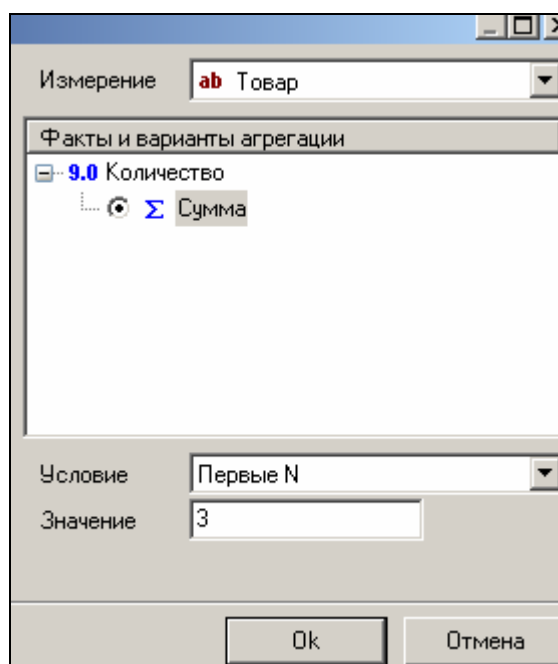 Измерение ab Товар
Факты и варианты агрегации
9.0 Количество
Σ Сумма
Условие Первые N
Значение 3
Ok Отмена